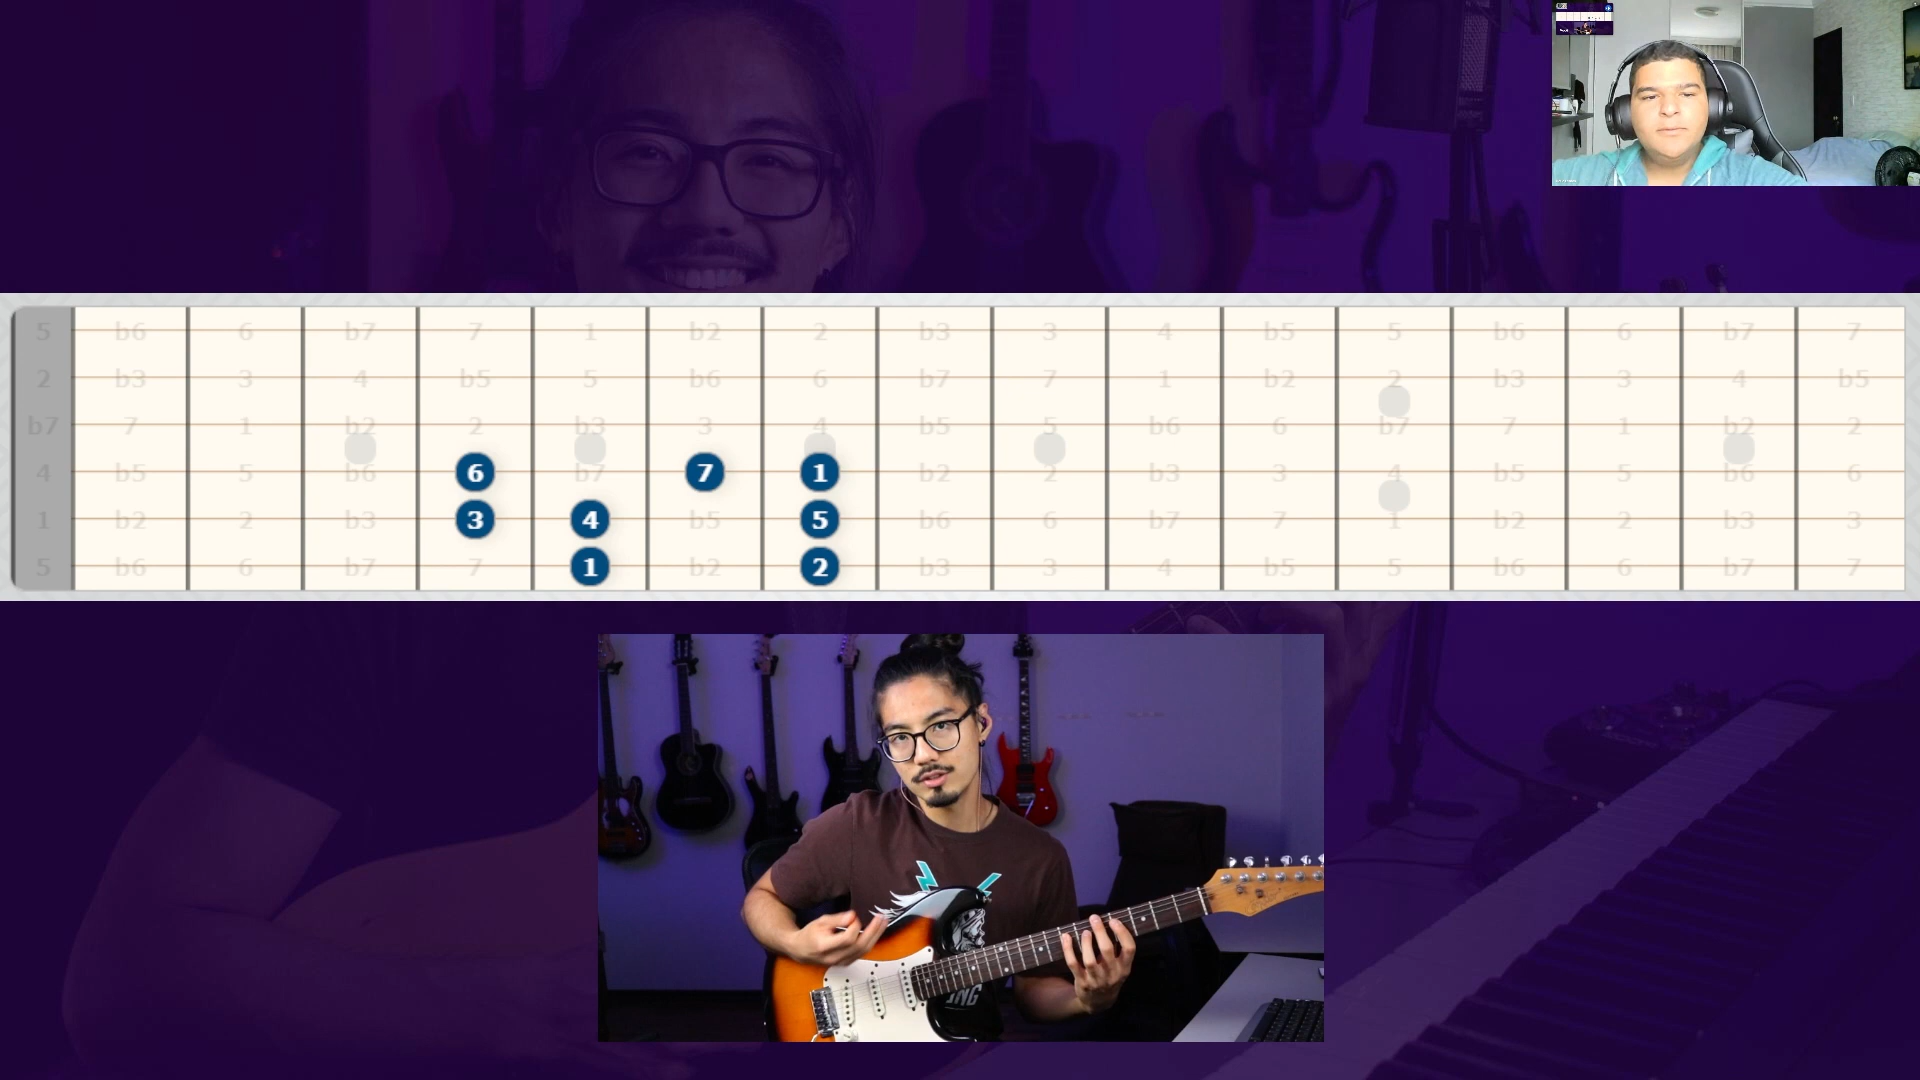 5 b6 6 b7 7 1 b2 2 b3 3 4 b5 5 b6 6 b7 7
2 b3 3 4 b5 5 b6 6 b7 7 1 b2 2 b3 3 4 b5
b7 7 1 b2 2 b3 3 4 b5 5 b6 6 b7 7 1 b2 2
4 b5 5 b6 6 b7 7 1 b2 2 b3 3 4 b5 5 b6 6
1 b2 2 b3 3 4 b5 5 b6 6 b7 7 1 b2 2 b3 3
5 b6 6 b7 7 1 b2 2 b3 3 4 b5 5 b6 6 b7 7